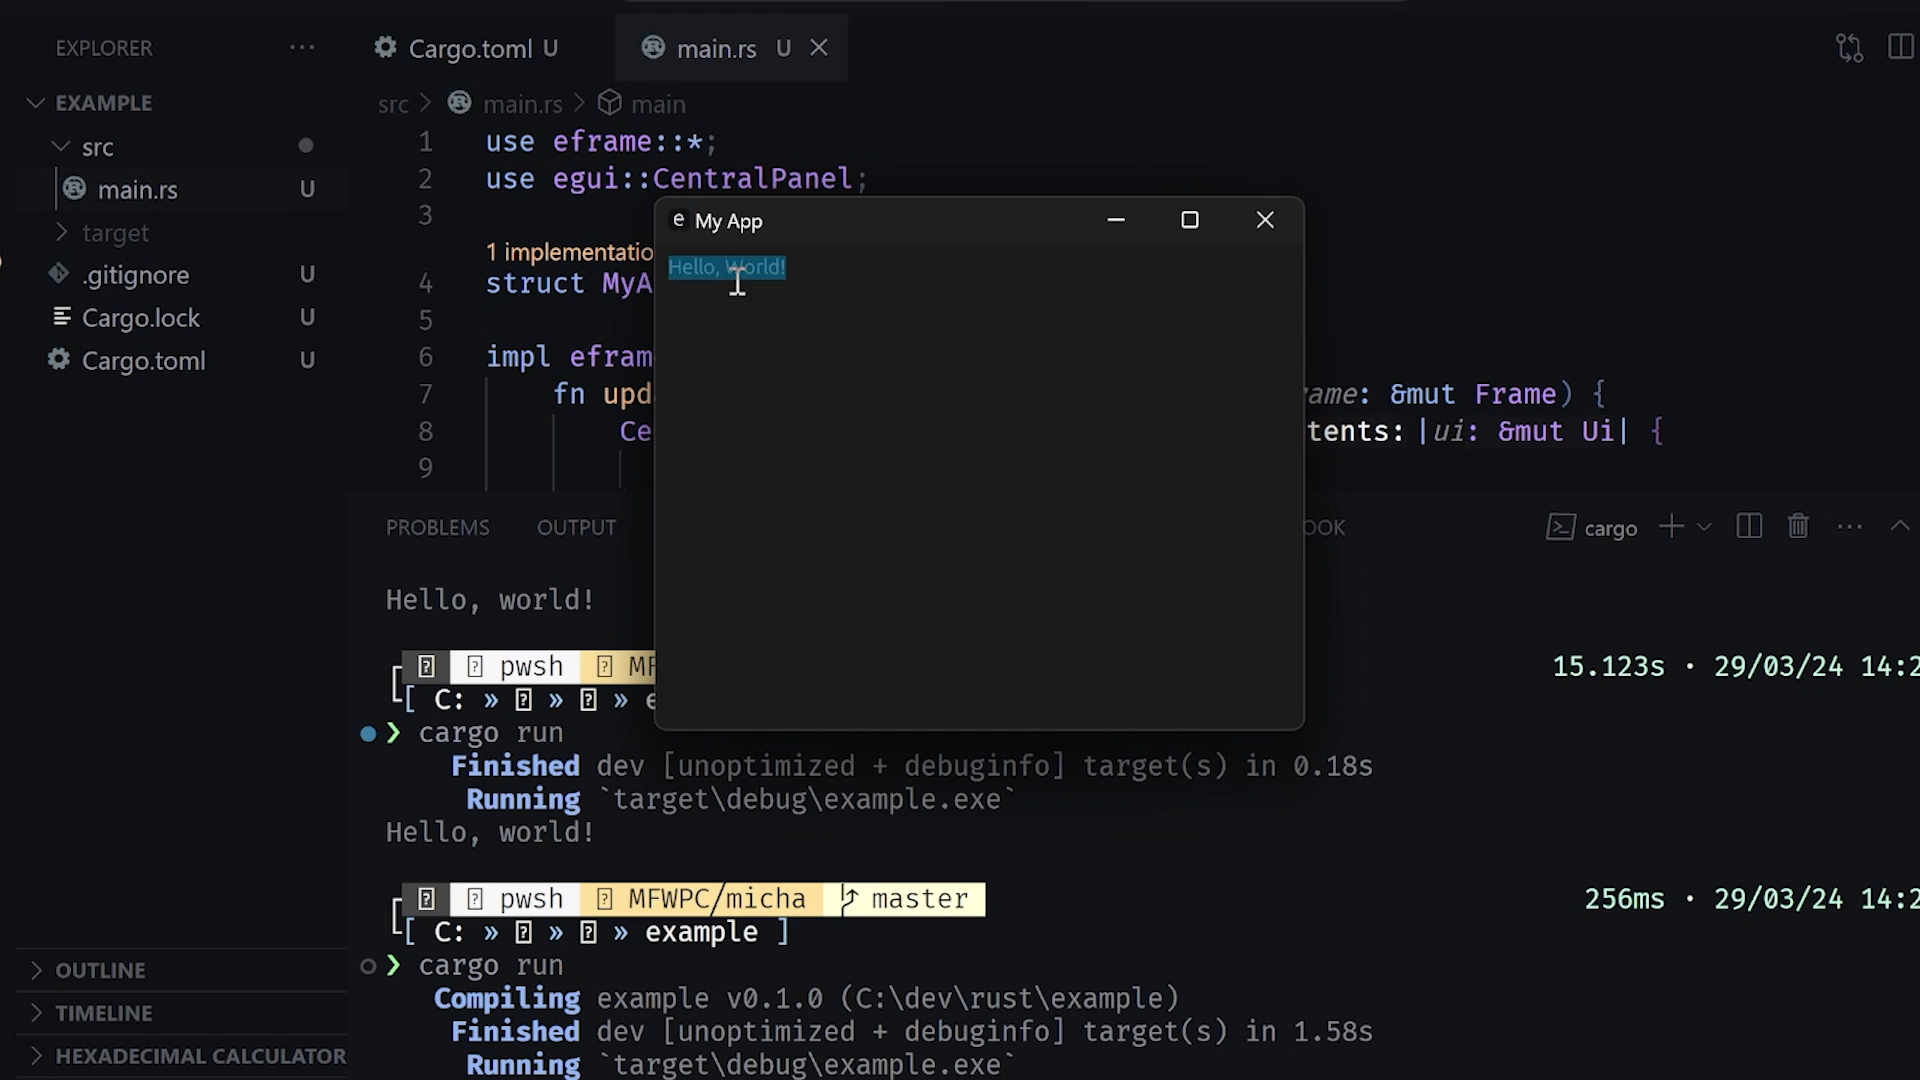 EXPLORER
EXAMPLE
src
main.rs U
target
.gitignore U
Cargo.lock U
Cargo.toml U
OUTLINE
TIMELINE
HEXADECIMAL CALCULATOR
Cargo.toml U
main.rs U
src > main.rs > main
1 use eframe::*;
2 use egui::CentralPanel;
3
1 implementatio
4 struct MyA
5
6 impl efram
7 fn upd ame: &mut Frame) {
8 Ce tents: |ui: &mut Ui| {
9
e My App
Hello, World!
PROBLEMS OUTPUT OOK cargo
Hello, world!
pwsh MF 15.123s · 29/03/24 14:2
[ C: » » » e
❯ cargo run
Finished dev [unoptimized + debuginfo] target(s) in 0.18s
Running `target\debug\example.exe`
Hello, world!
pwsh MFWPC/micha master 256ms · 29/03/24 14:2
[ C: » » » example ]
❯ cargo run
Compiling example v0.1.0 (C:\dev\rust\example)
Finished dev [unoptimized + debuginfo] target(s) in 1.58s
Running `target\debug\example.exe`